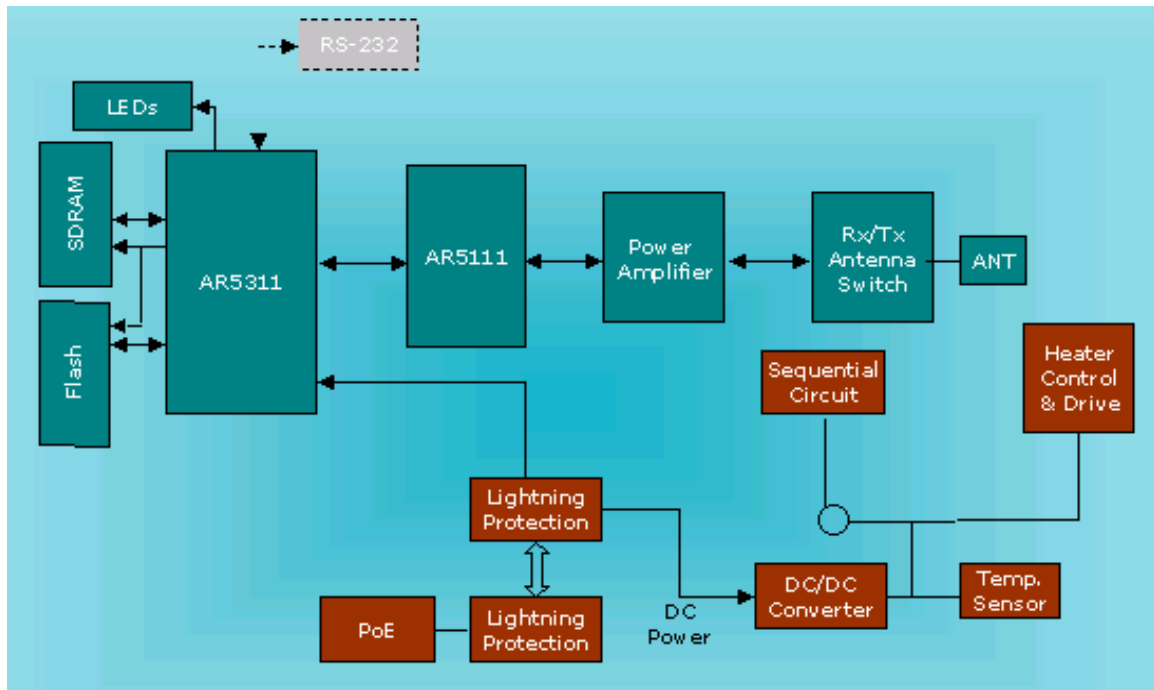 RS-232
LEDs
SDRAM
Flash
AR5311
AR5111
Power
Amplifier
Rx/Tx
Antenna
Switch
ANT
Sequential
Circuit
Heater
Control
& Drive
Lightning
Protection
PoE
Lightning
Protection
DC
Power
DC/DC
Converter
Temp.
Sensor